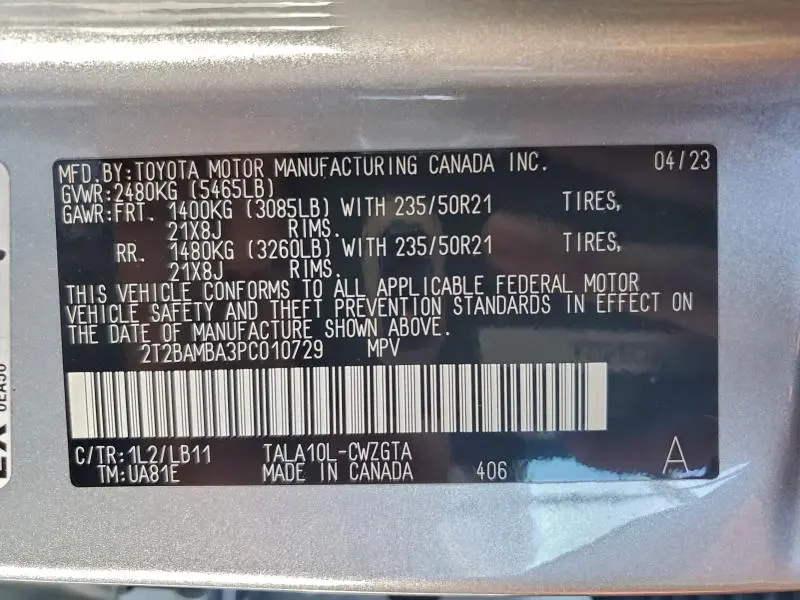 MFD.BY:TOYOTA MOTOR MANUFACTURING CANADA INC. 04/23
GVWR:2480KG (5465LB)
GAWR:FRT. 1400KG (3085LB) WITH 235/50R21 TIRES,
21X8J RIMS.
RR. 1480KG (3260LB) WITH 235/50R21 TIRES,
21X8J RIMS.
THIS VEHICLE CONFORMS TO ALL APPLICABLE FEDERAL MOTOR
VEHICLE SAFETY AND THEFT PREVENTION STANDARDS IN EFFECT ON
THE DATE OF MANUFACTURE SHOWN ABOVE.
2T2BAMBA3PC010729 MPV
C/TR:1L2/LB11 TALA10L-CWZGTA A
TM:UA81E MADE IN CANADA 406